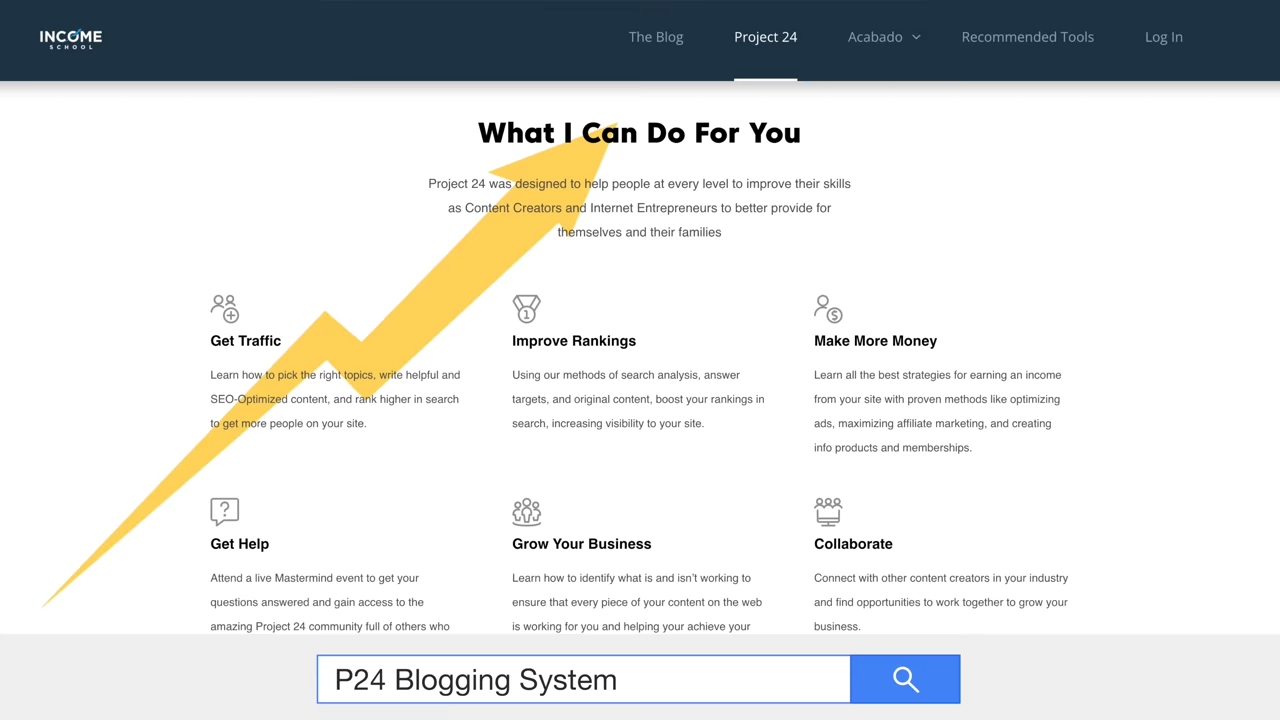 INCOME
SCHOOL
The Blog
Project 24
Acabado
Recommended Tools
Log In
What I Can Do For You
Project 24 was designed to help people at every level to improve their skills
as Content Creators and Internet Entrepreneurs to better provide for
themselves and their families
1
$
Get Traffic
Learn how to pick the right topics, write helpful and
SEO-Optimized content, and rank higher in search
to get more people on your site.
Improve Rankings
Using our methods of search analysis, answer
targets, and original content, boost your rankings in
search, increasing visibility to your site.
Make More Money
Learn all the best strategies for earning an income
from your site with proven methods like optimizing
ads, maximizing affiliate marketing, and creating
info products and memberships.
?
Get Help
Attend a live Mastermind event to get your
questions answered and gain access to the
amazing Project 24 community full of others who
Grow Your Business
Learn how to identify what is and isn't working to
ensure that every piece of your content on the web
is working for you and helping your achieve your
Collaborate
Connect with other content creators in your industry
and find opportunities to work together to grow your
business.
P24 Blogging System